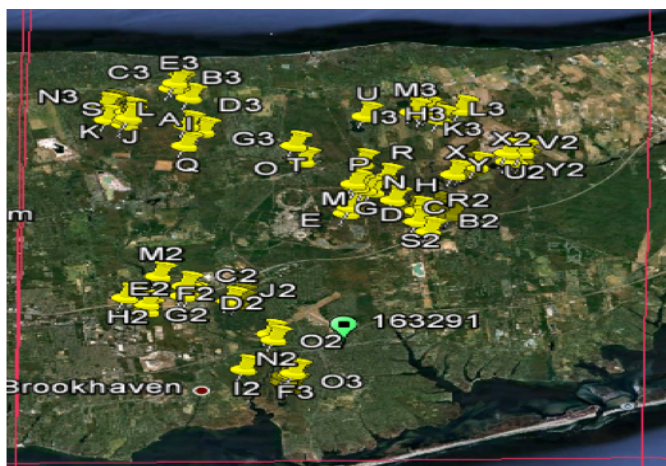 E3
C3
B3
N3
D3
S
L
A
I
K
J
Q
U
M3
I3
H3
L3
K3
G3
O
T
P
R
X
X2
V2
Y
U2
Y2
N
H
M
G
D
C
R2
B2
E
S2
m
M2
C2
E2
F2
J2
D2
H2
G2
163291
O2
N2
O3
Brookhaven
I2
F3